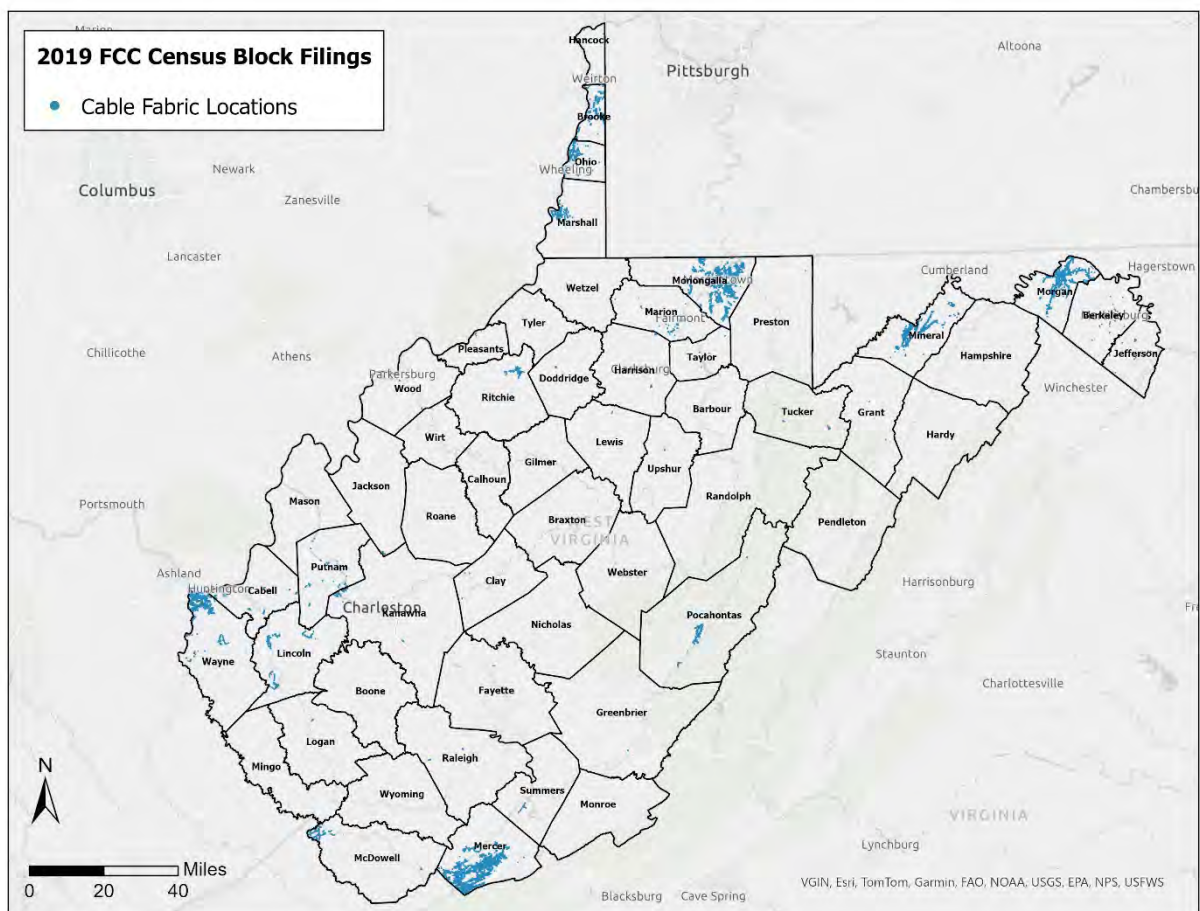 2019 FCC Census Block Filings
Cable Fabric Locations
Hancock
Pittsburgh
Altoona
Weirton
Brooke
Ohio
Newark
Wheeling
Columbus
Zanesville
Marshall
Lancaster
Cumberland
Hagerstown
Monongalia
Morgan
Wetzel
Marion
Fairmont
Preston
Berkeley
Tyler
Mineral
Hampshire
Jefferson
Chillicothe
Athens
Pleasants
Taylor
Harrison
Doddridge
Parkersburg
Wood
Ritchie
Winchester
Barbour
Tucker
Grant
Hardy
Wirt
Lewis
Gilmer
Upshur
Calhoun
Jackson
Randolph
Portsmouth
Mason
Roane
Braxton
Pendleton
WEST
VIRGINIA
Putnam
Webster
Clay
Ashland
Huntington
Cabell
Harrisonburg
Charleston
Kanawha
Pocahontas
Nicholas
Wayne
Lincoln
Staunton
Boone
Fayette
Charlottesville
Greenbrier
Logan
Mingo
Raleigh
Summers
Wyoming
Monroe
N
VIRGINIA
Mercer
McDowell
Lynchburg
Miles
0 20 40
Blacksburg
Cave Spring
VGIN, Esri, TomTom, Garmin, FAO, NOAA, USGS, EPA, NPS, USFWS